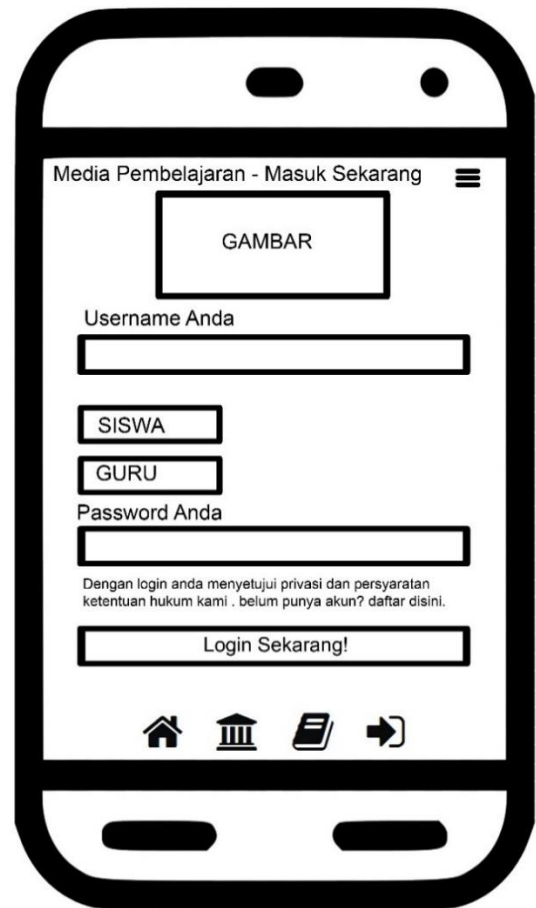 Media Pembelajaran - Masuk Sekarang
GAMBAR
Username Anda
SISWA
GURU
Password Anda
Dengan login anda menyetujui privasi dan persyaratan
ketentuan hukum kami . belum punya akun? daftar disini.
Login Sekarang!